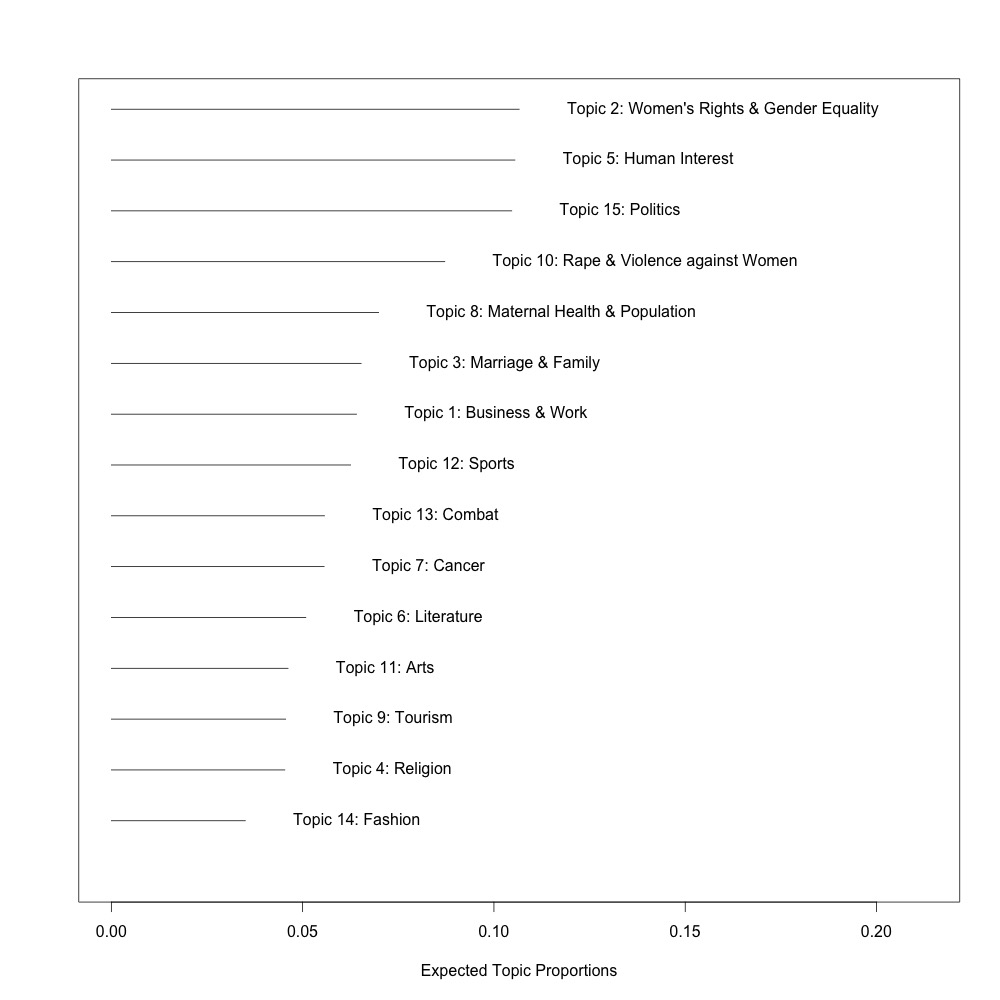 Topic 2: Women's Rights & Gender Equality
Topic 5: Human Interest
Topic 15: Politics
Topic 10: Rape & Violence against Women
Topic 8: Maternal Health & Population
Topic 3: Marriage & Family
Topic 1: Business & Work
Topic 12: Sports
Topic 13: Combat
Topic 7: Cancer
Topic 6: Literature
Topic 11: Arts
Topic 9: Tourism
Topic 4: Religion
Topic 14: Fashion
0.00 0.05 0.10 0.15 0.20
Expected Topic Proportions